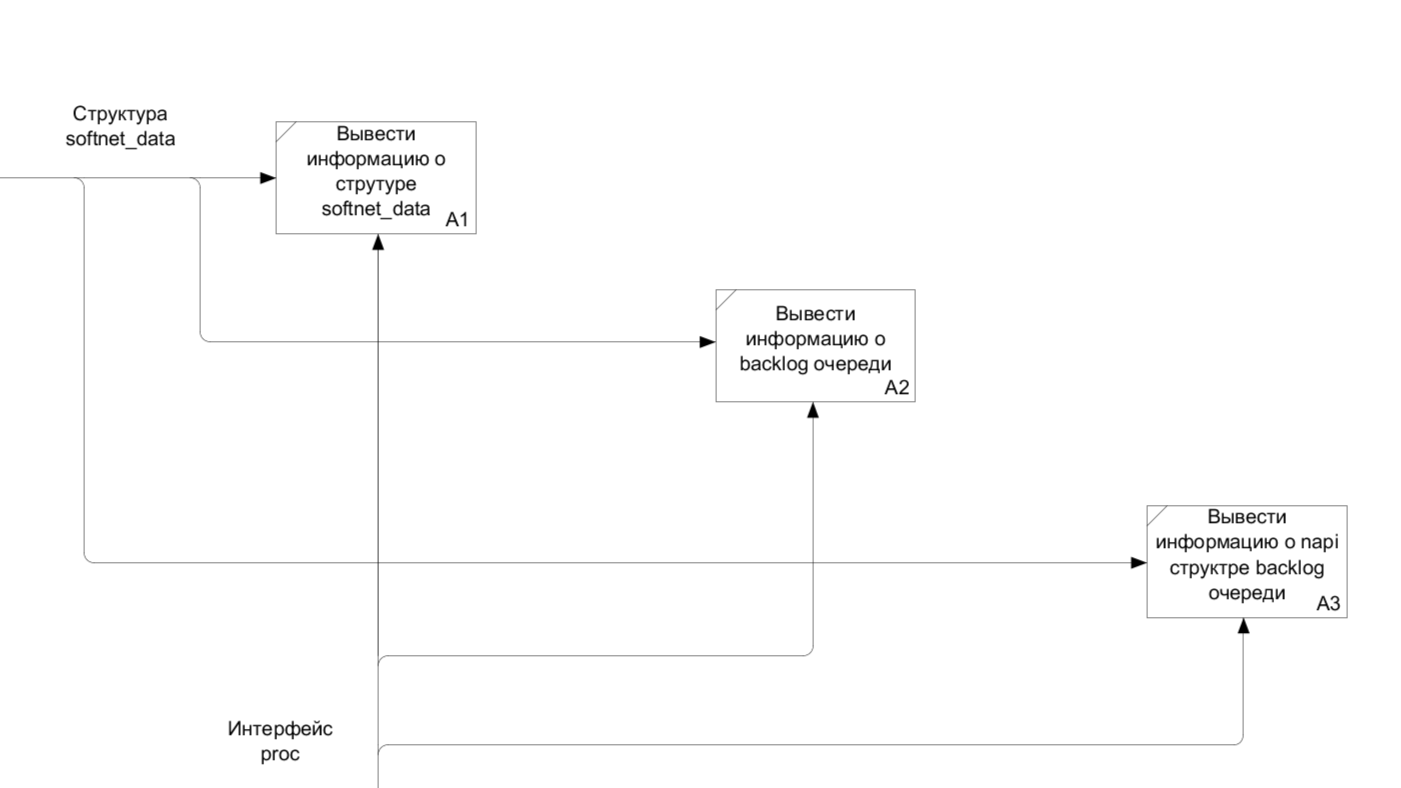 Структура
softnet_data
Вывести
информацию о
струтуре
softnet_data
A1
Вывести
информацию о
backlog очереди
A2
Вывести
информацию о napi
структре backlog
очереди
A3
Интерфейс
proc